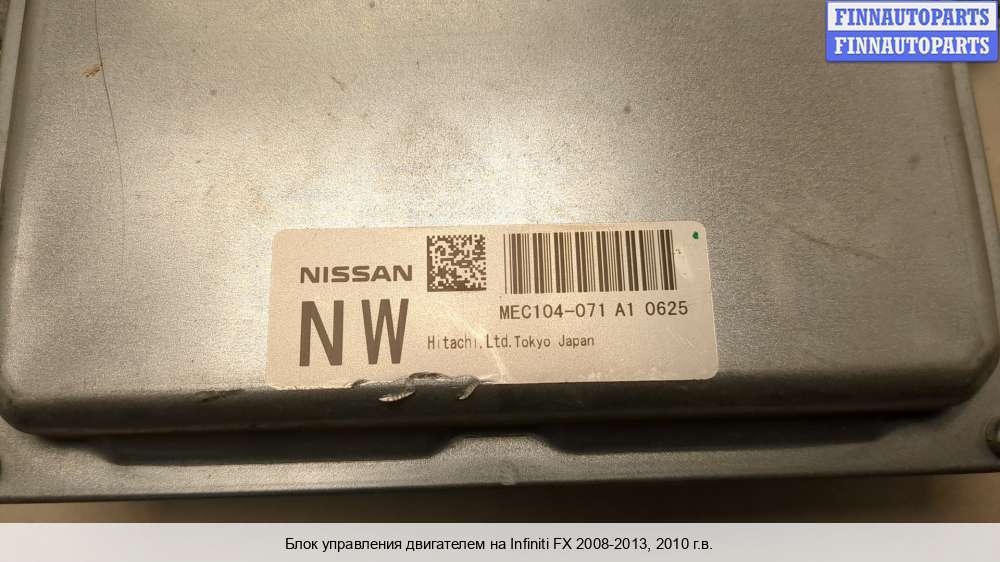 FINNAUTOPARTS
FINNAUTOPARTS
NISSAN
NW
MEC104-071 A1 0625
Hitachi,Ltd.Tokyo Japan
Блок управления двигателем на Infiniti FX 2008-2013, 2010 г.в.